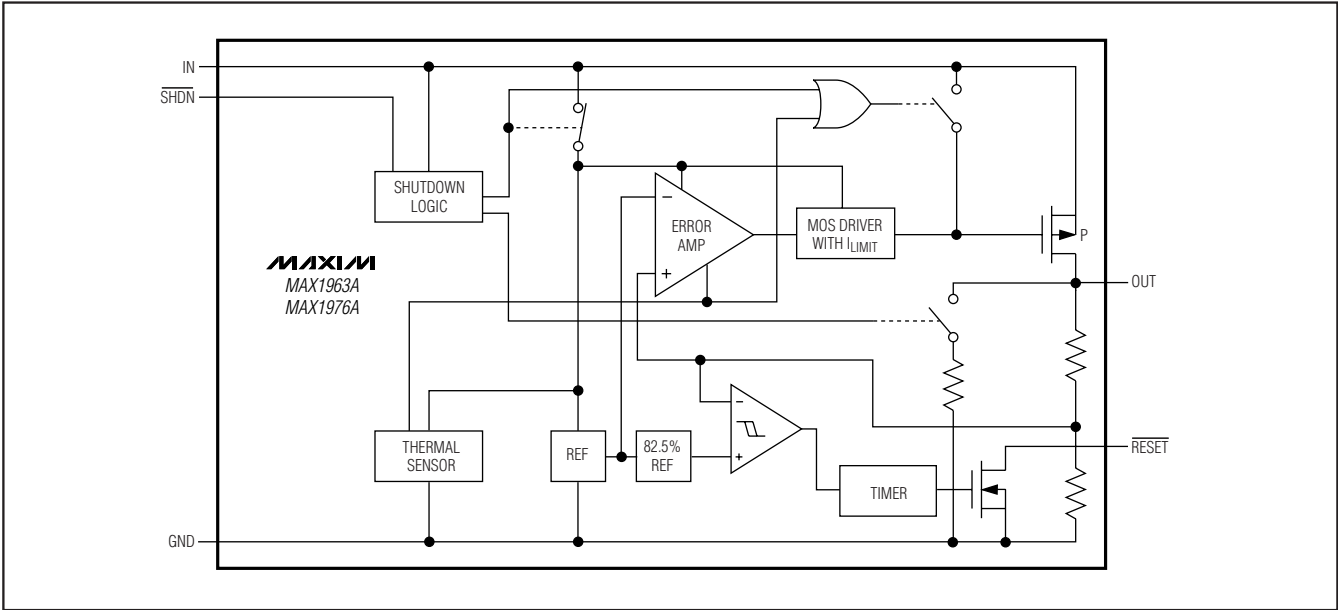 IN
SHDN
SHUTDOWN
LOGIC
ERROR
AMP
−
+
MOS DRIVER
WITH ILIMIT
P
MAXIM
MAX1963A
MAX1976A
OUT
THERMAL
SENSOR
REF
82.5%
REF
−
+
TIMER
RESET
GND